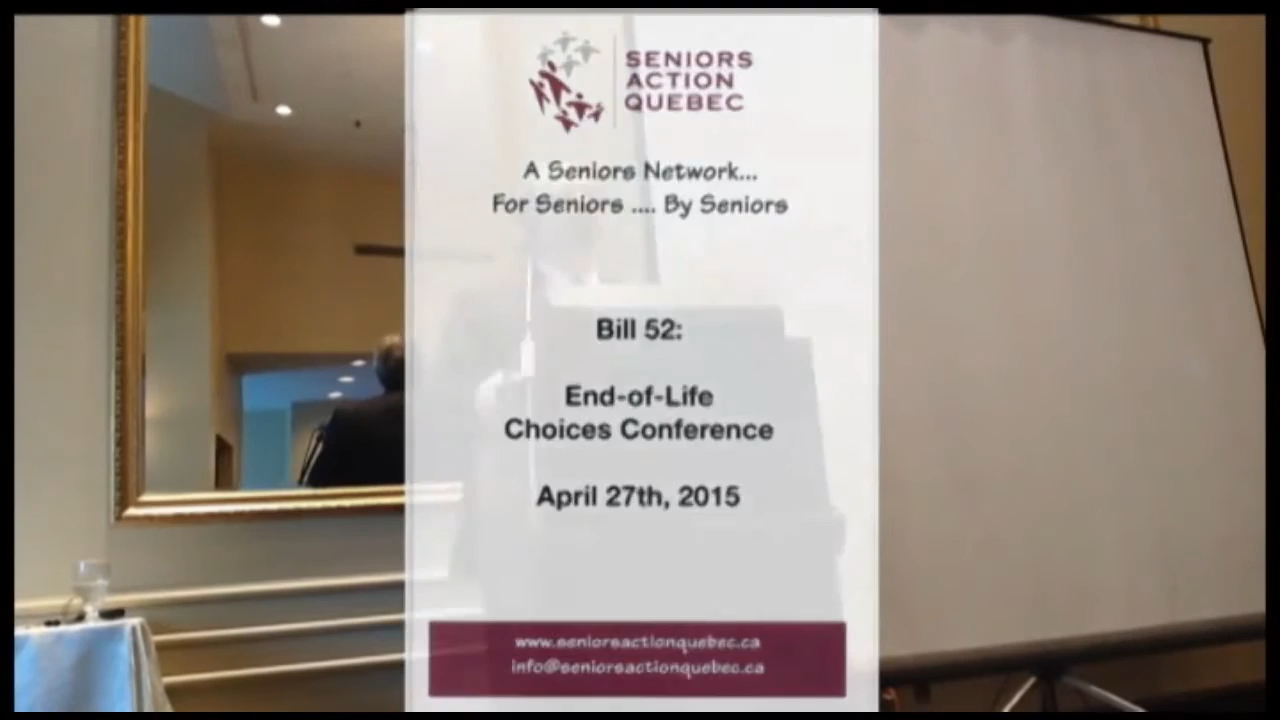 SENIORS
ACTION
QUEBEC
A Seniors Network...
For Seniors .... By Seniors
Bill 52:
End-of-Life
Choices Conference
April 27th, 2015
www.seniorsactionquebec.ca
info@seniorsactionquebec.ca